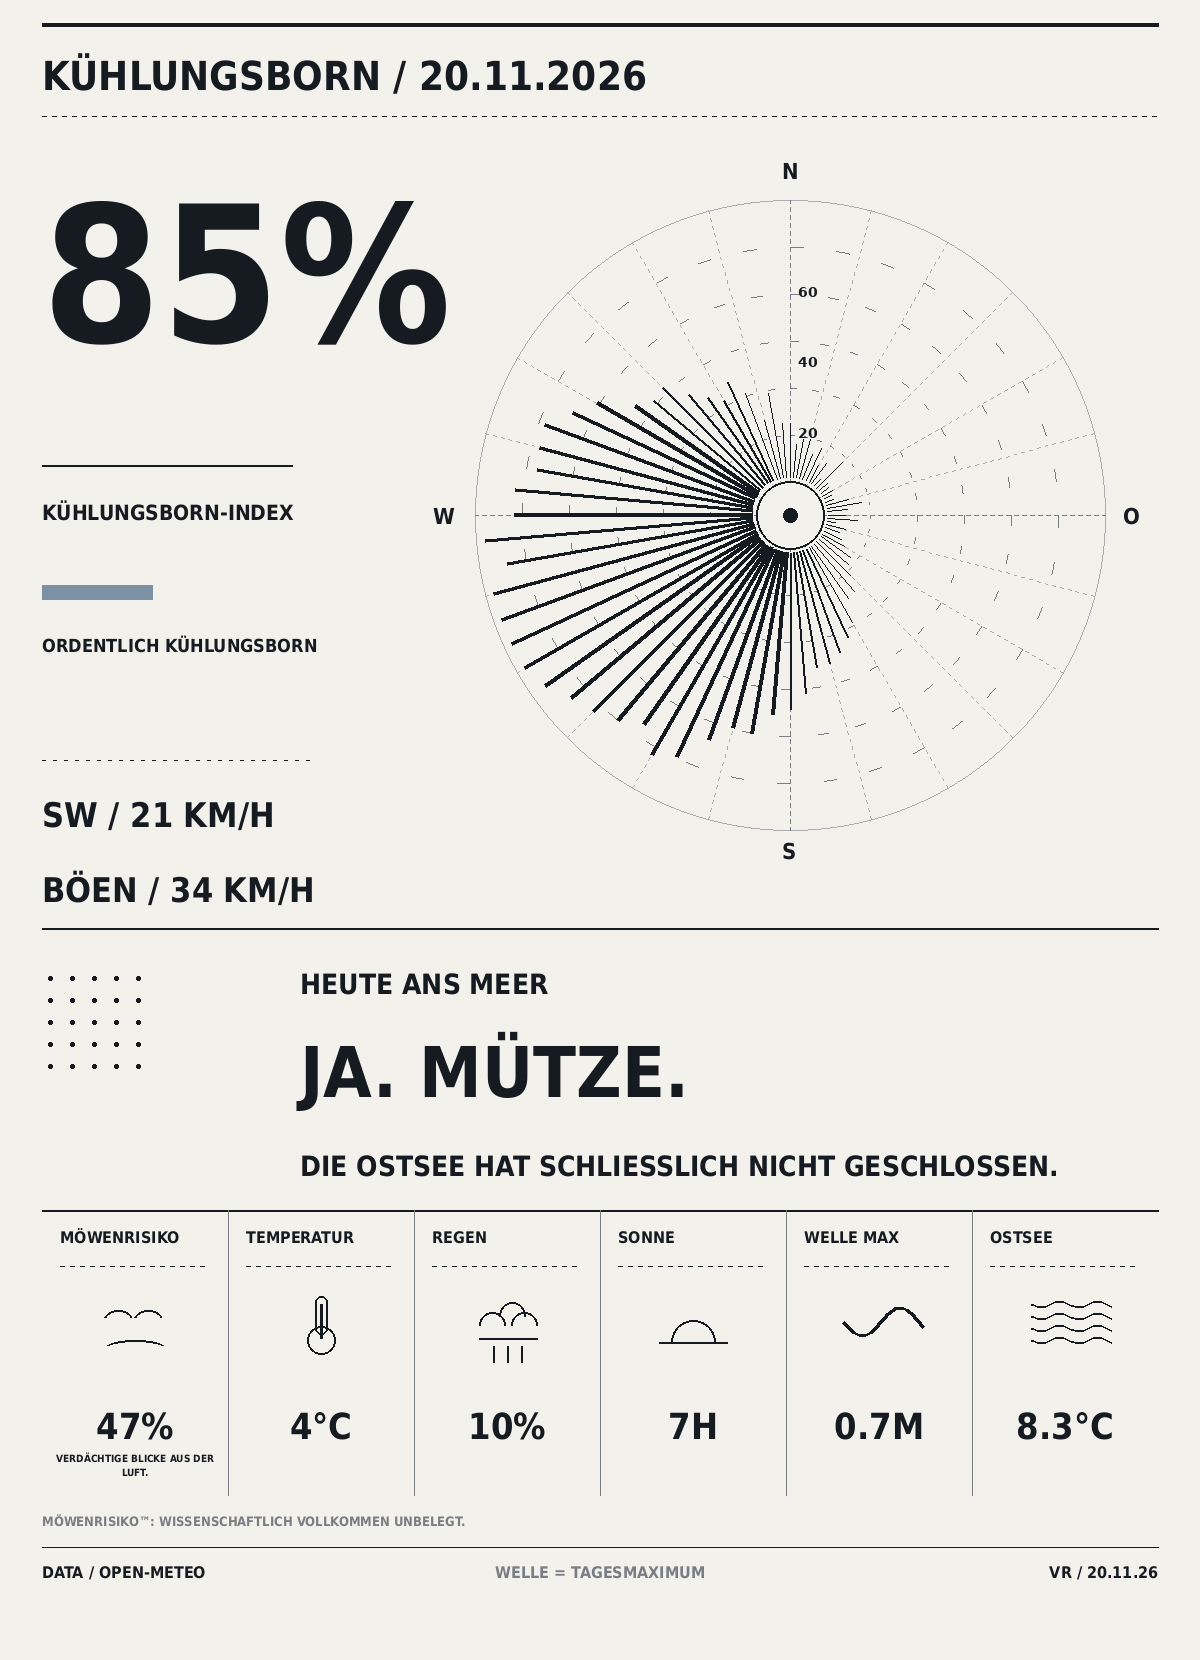 KÜHLUNGSBORN / 20.11.2026
85%
KÜHLUNGSBORN-INDEX
ORDENTLICH KÜHLUNGSBORN
SW / 21 KM/H
BÖEN / 34 KM/H
N
60
40
20
W
O
S
HEUTE ANS MEER
JA. MÜTZE.
DIE OSTSEE HAT SCHLIESSLICH NICHT GESCHLOSSEN.
MÖWENRISIKO
47%
VERDÄCHTIGE BLICKE AUS DER
LUFT.
TEMPERATUR
4°C
REGEN
10%
SONNE
7H
WELLE MAX
0.7M
OSTSEE
8.3°C
MÖWENRISIKO™: WISSENSCHAFTLICH VOLLKOMMEN UNBELEGT.
DATA / OPEN-METEO
WELLE = TAGESMAXIMUM
VR / 20.11.26